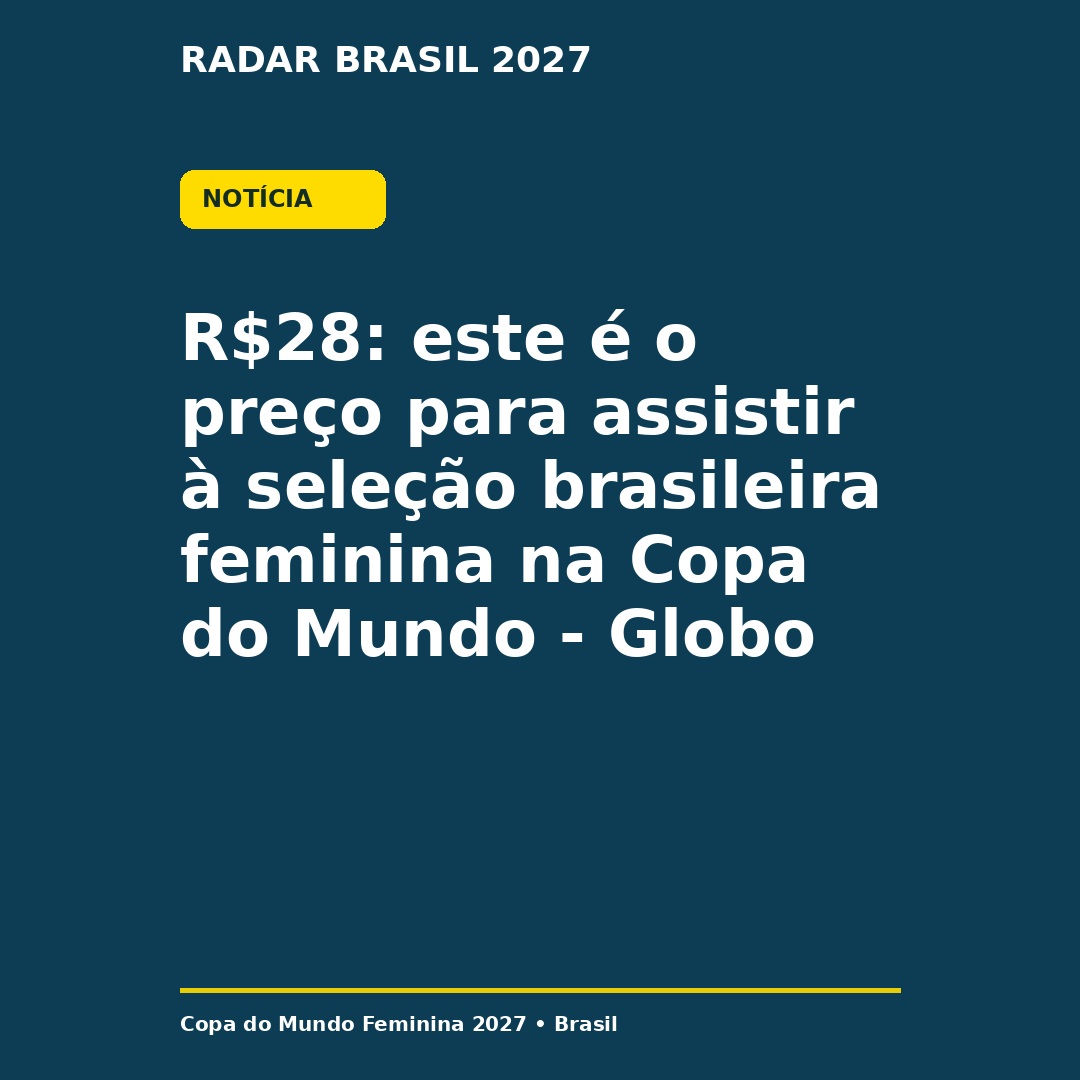 RADAR BRASIL 2027
NOTÍCIA
R$28: este é o
preço para assistir
à seleção brasileira
feminina na Copa
do Mundo - Globo
Copa do Mundo Feminina 2027 • Brasil